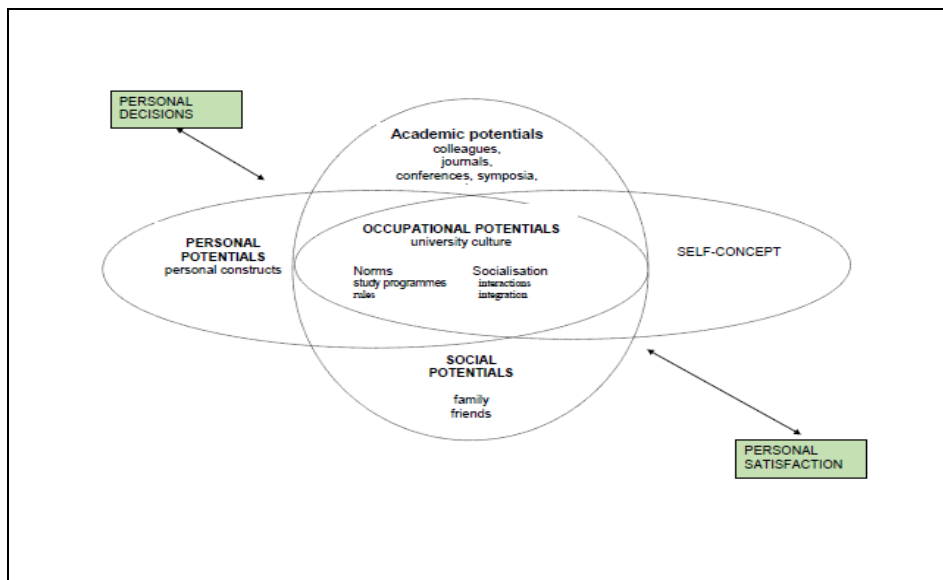 PERSONAL
DECISIONS
Academic potentials
colleagues,
journals,
conferences, symposia,
OCCUPATIONAL POTENTIALS
university culture
PERSONAL
POTENTIALS
personal constructs
SELF-CONCEPT
Norms
study programmes
rules
Socialisation
interactions
integration
SOCIAL
POTENTIALS
family
friends
PERSONAL
SATISFACTION